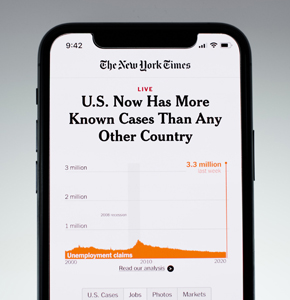 9:42
The New York Times
LIVE
U.S. Now Has More
Known Cases Than Any
Other Country
3 million
3.3 million
last week
2 million
1 million
2008 recession
Unemployment claims
2000
2010
2020
Read our analysis
U.S. Cases
Jobs
Photos
Markets